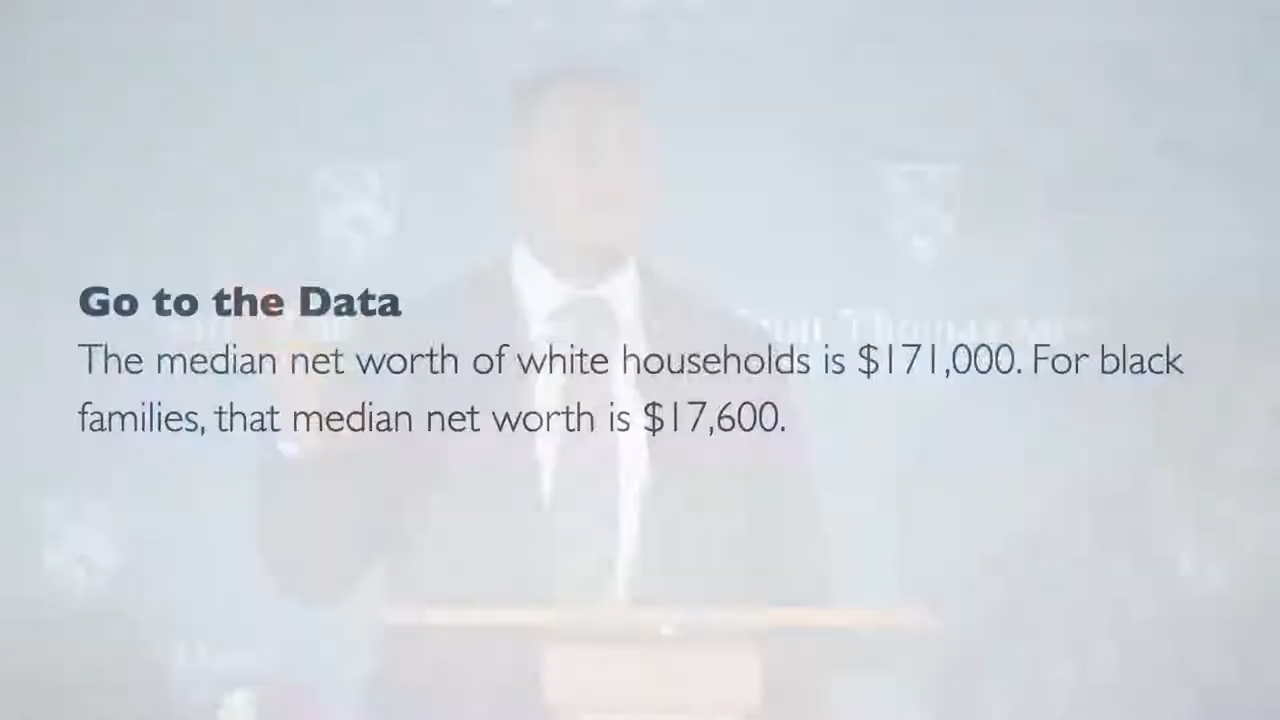 Go to the Data
The median net worth of white households is $171,000. For black
families, that median net worth is $17,600.